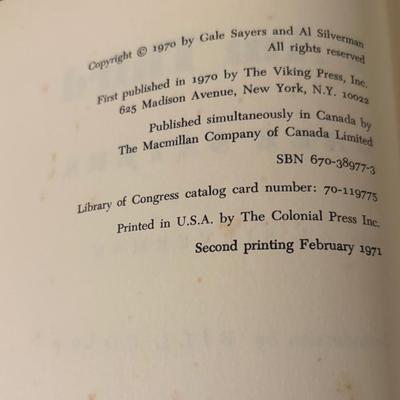 Copyright © 1970 by Gale Sayers and Al Silverman
All rights reserved
First published in 1970 by The Viking Press, Inc.
625 Madison Avenue, New York, N.Y. 10022
Published simultaneously in Canada by
The Macmillan Company of Canada Limited
SBN 670-38977-3
Library of Congress catalog card number: 70-119775
Printed in U.S.A. by The Colonial Press Inc.
Second printing February 1971